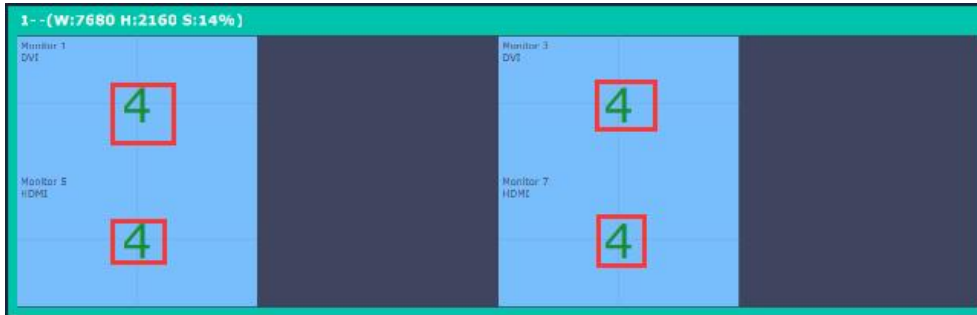 1--(W:7680 H:2160 S:14%)
Monitor 1
DVI
4
Monitor 3
DVI
4
Monitor 5
HDMI
4
Monitor 7
HDMI
4